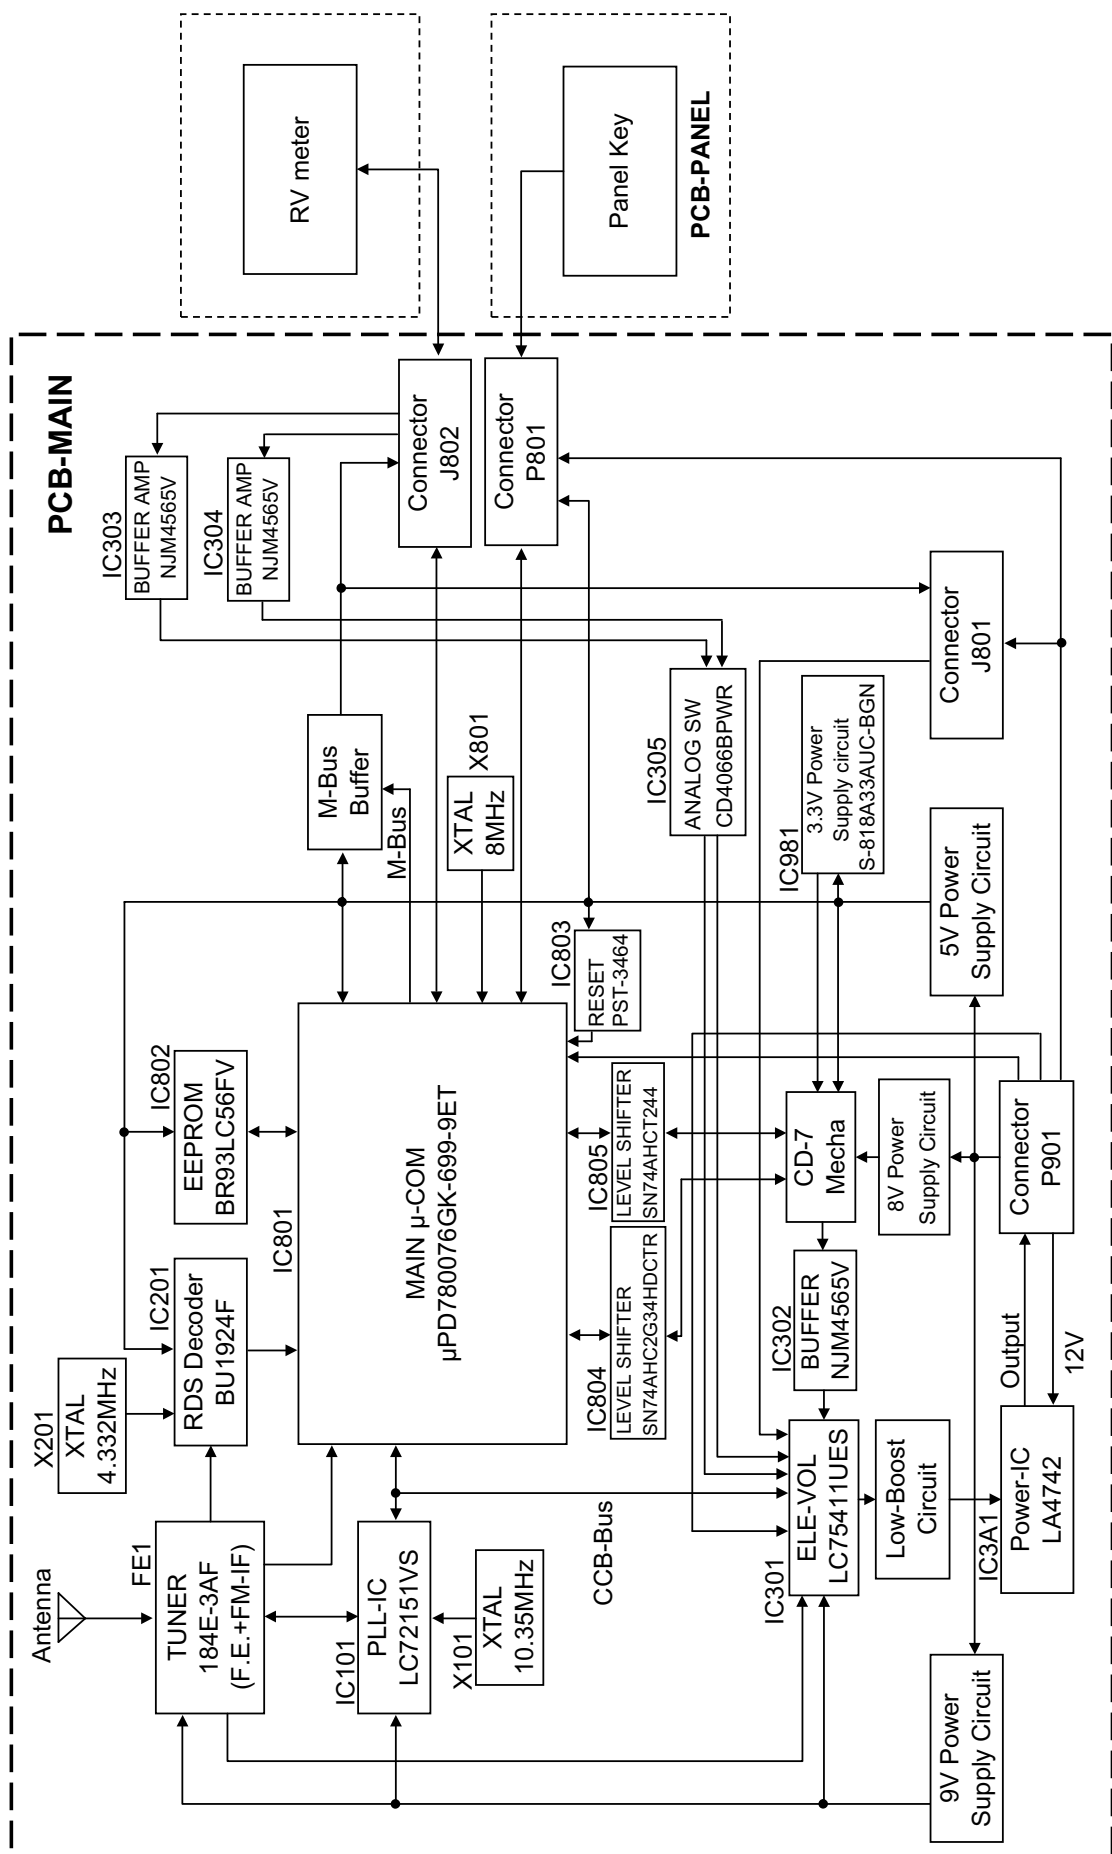 PCB-MAIN
Antenna
FE1
TUNER
184E-3AF
(F.E.+FM-IF)
X201
XTAL
4.332MHz
IC201
RDS Decoder
BU1924F
IC802
EEPROM
BR93LC56FV
IC303
BUFFER AMP
NJM4565V
IC304
BUFFER AMP
NJM4565V
RV meter
IC101
PLL-IC
LC72151VS
X101
XTAL
10.35MHz
IC801
MAIN μ-COM
μPD780076GK-699-9ET
M-Bus
Buffer
M-Bus
X801
XTAL
8MHz
Connector
J802
Connector
P801
Panel Key
PCB-PANEL
IC803
RESET
PST-3464
CCB-Bus
IC804
LEVEL SHIFTER
SN74AHC2G34HDCTR
IC805
LEVEL SHIFTER
SN74AHCT244
IC305
ANALOG SW
CD4066BPWR
IC301
ELE-VOL
LC75411UES
IC302
BUFFER
NJM4565V
CD-7
Mecha
IC981
3.3V Power
Supply circuit
S-818A33AUC-BGN
Low-Boost
Circuit
8V Power
Supply Circuit
9V Power
Supply Circuit
IC3A1
Power-IC
LA4742
Output
12V
Connector
P901
5V Power
Supply Circuit
Connector
J801